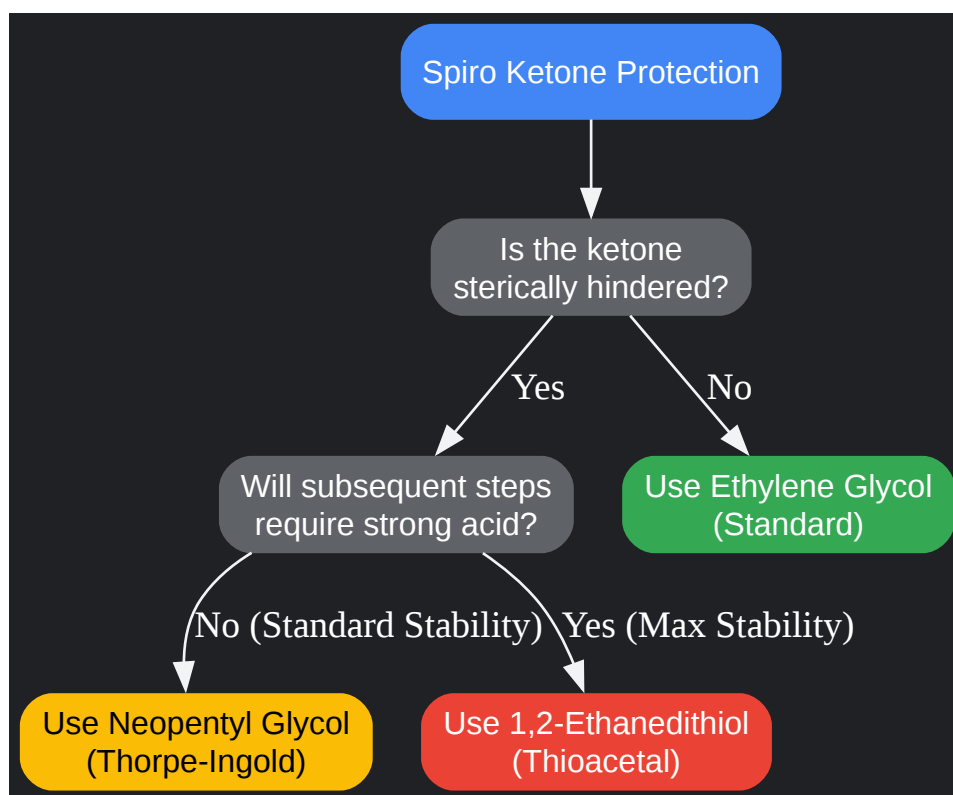 Spiro Ketone Protection
Is the ketone
sterically hindered?
Yes
No
Will subsequent steps
require strong acid?
Use Ethylene Glycol
(Standard)
No (Standard Stability)
Yes (Max Stability)
Use Neopentyl Glycol
(Thorpe-Ingold)
Use 1,2-Ethanedithiol
(Thioacetal)